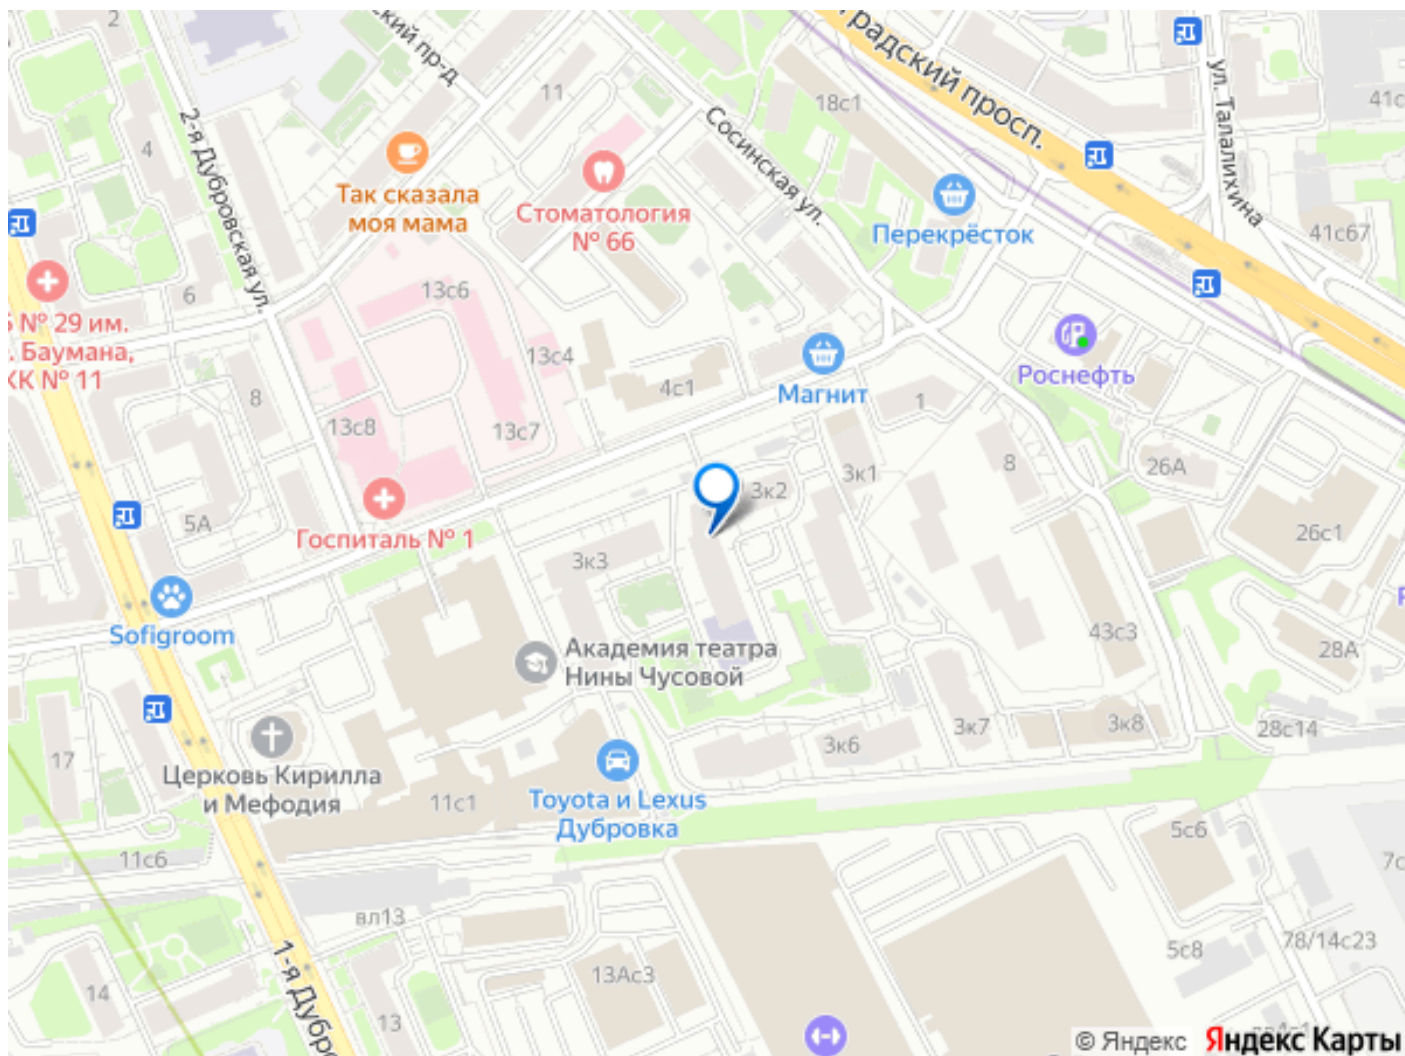 2
ский пр-д
11
18с1
градский просп.
ул. Талалихина
41с
4
2-я Дубровская ул.
Так сказала
моя мама
Стоматология
№ 66
Сосинская ул.
Перекрёсток
41с67
6
13с6
№ 29 им.
. Баумана,
КК № 11
8
13с4
4с1
Магнит
Роснефть
13с8
13с7
1
3к2
3к1
8
26А
5А
Госпиталь № 1
26с1
3к3
Sofigroom
Академия театра
Нины Чусовой
43с3
28А
17
Церковь Кирилла
и Мефодия
3к6
3к7
3к8
28с14
11с1
Toyota и Lexus
Дубровка
11с6
5с6
7с
вл13
13Ас3
5с8
78/14с23
14
1-я Дубро
13
© Яндекс Яндекс Карты